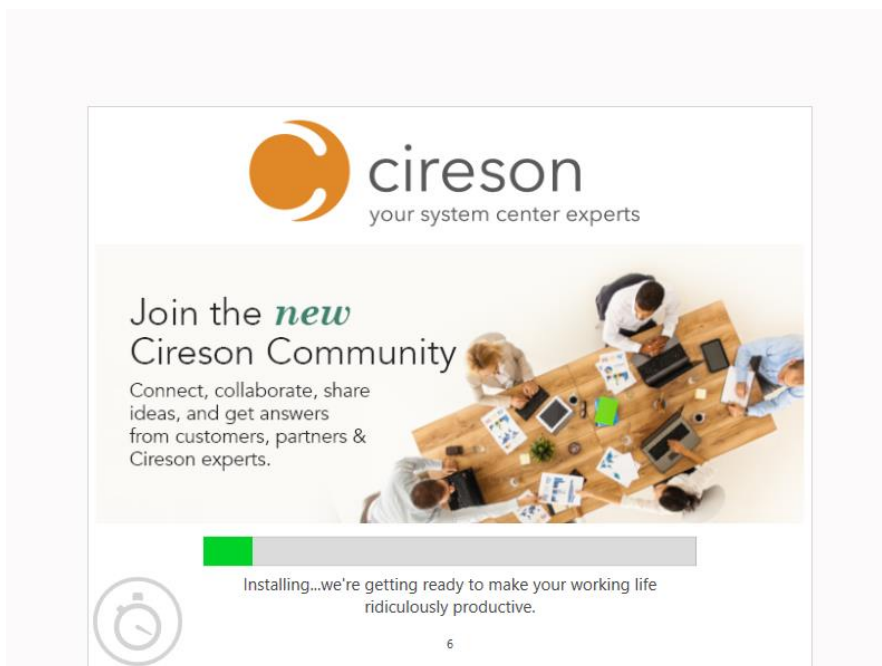 cireson
your system center experts
Join the new
Cireson Community
Connect, collaborate, share
ideas, and get answers
from customers, partners &
Cireson experts.
Installing...we're getting ready to make your working life
ridiculously productive.
6